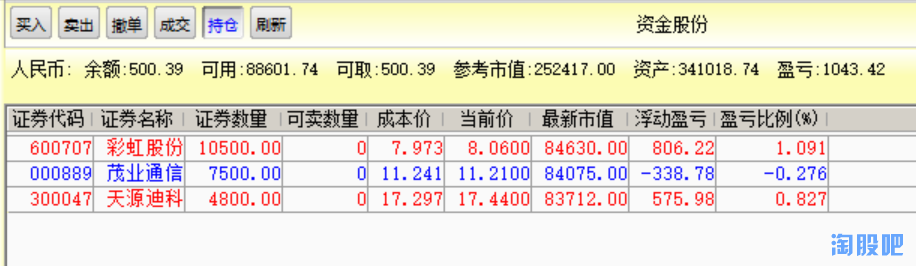 买入 卖出 撤单 成交 持仓 刷新 资金股份
人民币: 余额:500.39 可用:88601.74 可取:500.39 参考市值:252417.00 资产:341018.74 盈亏:1043.42
证券代码 证券名称 证券数量 可卖数量 成本价 当前价 最新市值 浮动盈亏 盈亏比例(%)
600707 彩虹股份 10500.00 0 7.973 8.0600 84630.00 806.22 1.091
000889 茂业通信 7500.00 0 11.241 11.2100 84075.00 -338.78 -0.276
300047 天源迪科 4800.00 0 17.297 17.4400 83712.00 575.98 0.827
淘股吧